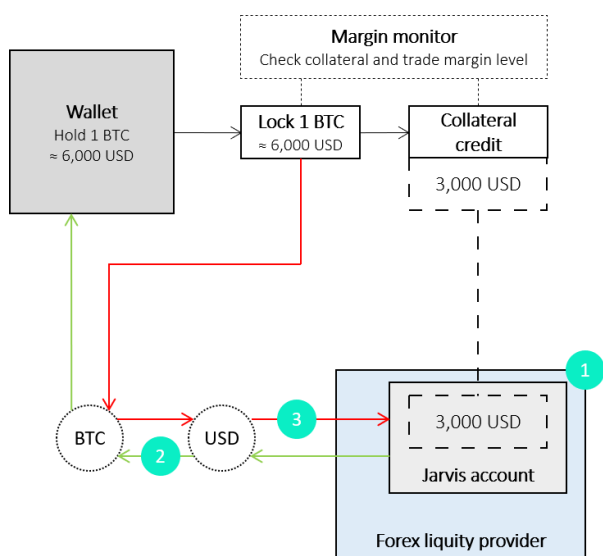 Margin monitor
Check collateral and trade margin level
Wallet
Hold 1 BTC
≈ 6,000 USD
Lock 1 BTC
≈ 6,000 USD
Collateral
credit
3,000 USD
1
BTC
2
USD
3
3,000 USD
Jarvis account
Forex liquity provider